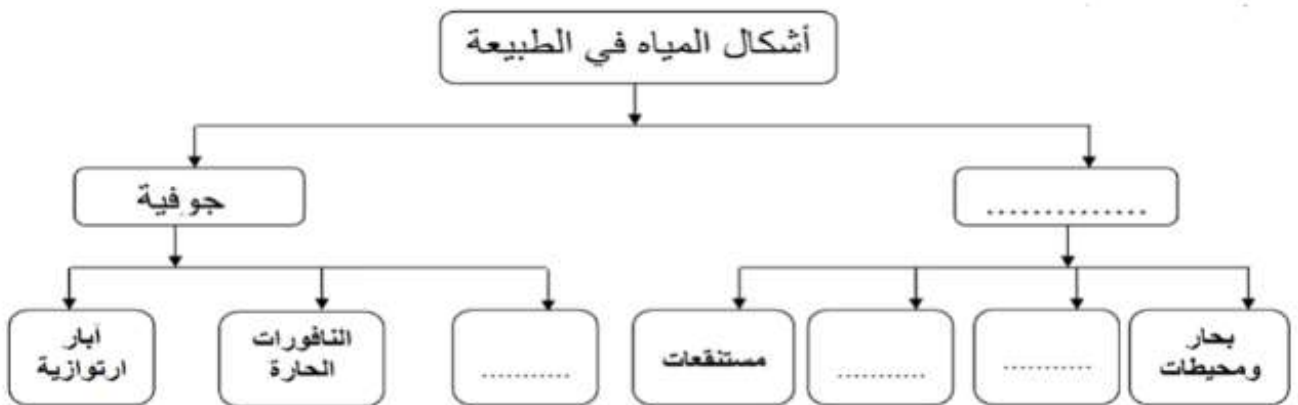 أشكال المياه في الطبيعة
..............
جوفية
بحار
ومحيطات
..........
..........
مستنقعات
..........
النافورات
الحارة
آبار
ارتوازية